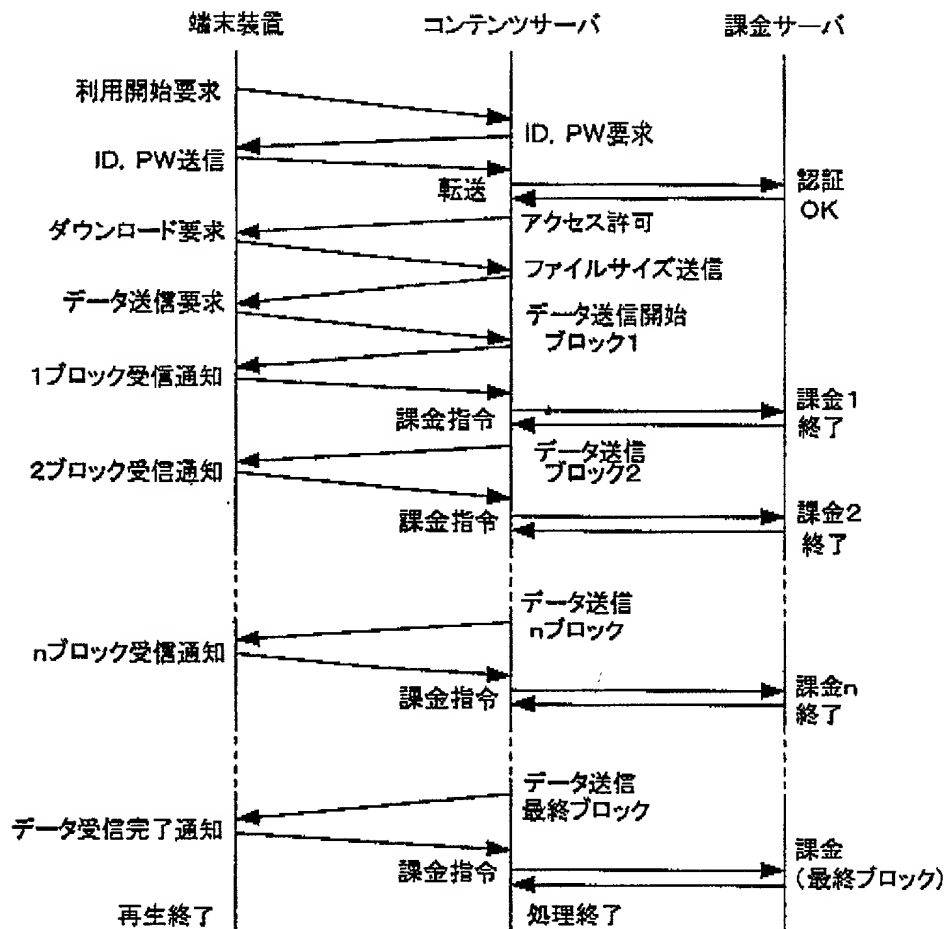 端末装置 コンテンツサーバ 課金サーバ
利用開始要求
ID, PW要求
ID, PW送信
転送
認証
OK
アクセス許可
ダウンロード要求
ファイルサイズ送信
データ送信要求
データ送信開始
ブロック1
1ブロック受信通知
課金指令
課金1
終了
データ送信
ブロック2
2ブロック受信通知
課金指令
課金2
終了
データ送信
nブロック
nブロック受信通知
課金指令
課金n
終了
データ送信
最終ブロック
データ受信完了通知
課金指令
課金
(最終ブロック)
再生終了 処理終了